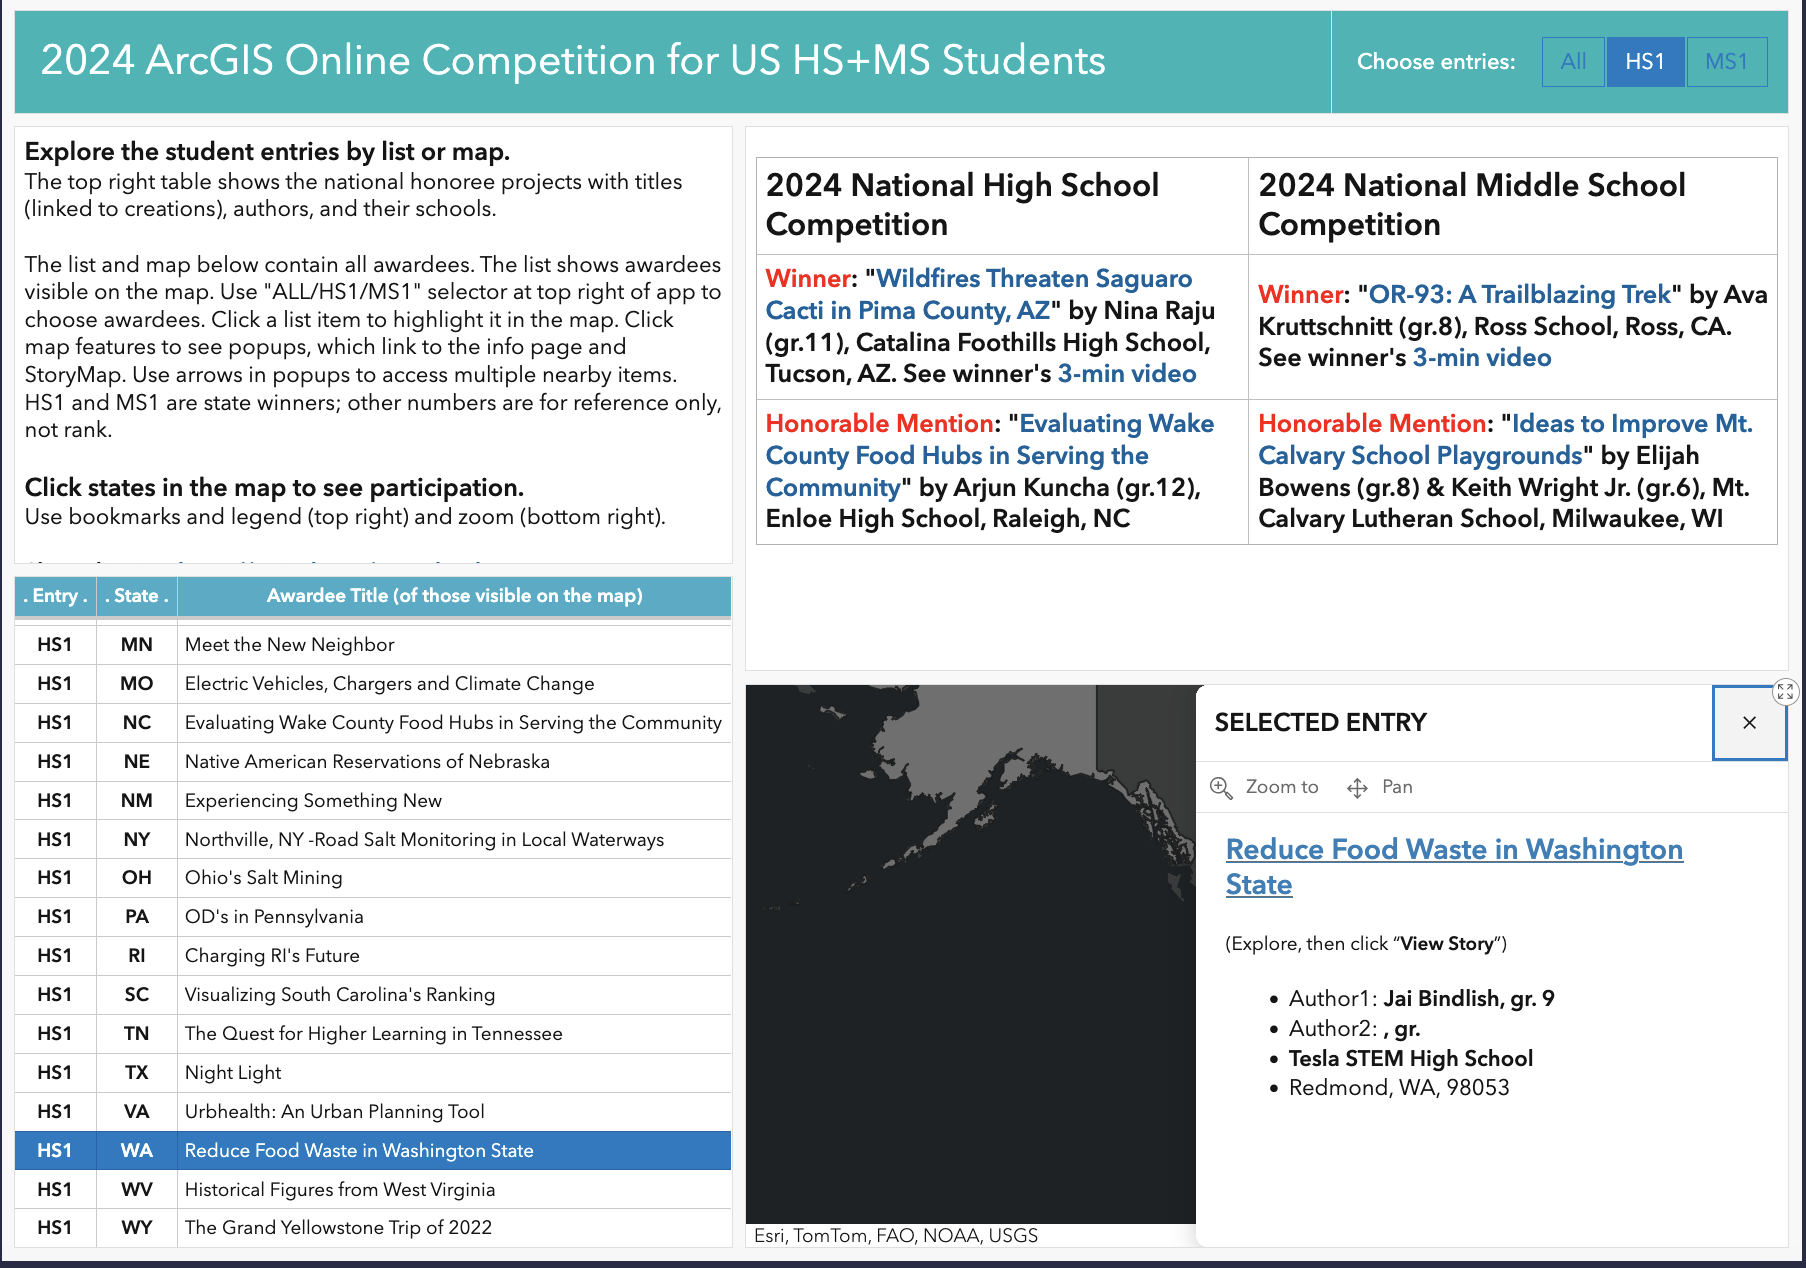 2024 ArcGIS Online Competition for US HS+MS Students
Choose entries:
All
HS1
MS1
Explore the student entries by list or map.
The top right table shows the national honoree projects with titles
(linked to creations), authors, and their schools.
The list and map below contain all awardees. The list shows awardees
visible on the map. Use "ALL/HS1/MS1" selector at top right of app to
choose awardees. Click a list item to highlight it in the map. Click
map features to see popups, which link to the info page and
StoryMap. Use arrows in popups to access multiple nearby items.
HS1 and MS1 are state winners; other numbers are for reference only,
not rank.
Click states in the map to see participation.
Use bookmarks and legend (top right) and zoom (bottom right).
2024 National High School
Competition
2024 National Middle School
Competition
Winner: "Wildfires Threaten Saguaro
Cacti in Pima County, AZ" by Nina Raju
(gr.11), Catalina Foothills High School,
Tucson, AZ. See winner's 3-min video
Winner: "OR-93: A Trailblazing Trek" by Ava
Kruttschnitt (gr.8), Ross School, Ross, CA.
See winner's 3-min video
Honorable Mention: "Evaluating Wake
County Food Hubs in Serving the
Community" by Arjun Kuncha (gr.12),
Enloe High School, Raleigh, NC
Honorable Mention: "Ideas to Improve Mt.
Calvary School Playgrounds" by Elijah
Bowens (gr.8) & Keith Wright Jr. (gr.6), Mt.
Calvary Lutheran School, Milwaukee, WI
. Entry . . State . Awardee Title (of those visible on the map)
HS1 MN Meet the New Neighbor
HS1 MO Electric Vehicles, Chargers and Climate Change
HS1 NC Evaluating Wake County Food Hubs in Serving the Community
HS1 NE Native American Reservations of Nebraska
HS1 NM Experiencing Something New
HS1 NY Northville, NY -Road Salt Monitoring in Local Waterways
HS1 OH Ohio's Salt Mining
HS1 PA OD's in Pennsylvania
HS1 RI Charging RI's Future
HS1 SC Visualizing South Carolina's Ranking
HS1 TN The Quest for Higher Learning in Tennessee
HS1 TX Night Light
HS1 VA Urbhealth: An Urban Planning Tool
HS1 WA Reduce Food Waste in Washington State
HS1 WV Historical Figures from West Virginia
HS1 WY The Grand Yellowstone Trip of 2022
SELECTED ENTRY
Zoom to
Pan
Reduce Food Waste in Washington
State
(Explore, then click “View Story”)
• Author1: Jai Bindlish, gr. 9
• Author2: , gr.
• Tesla STEM High School
• Redmond, WA, 98053
Esri, TomTom, FAO, NOAA, USGS